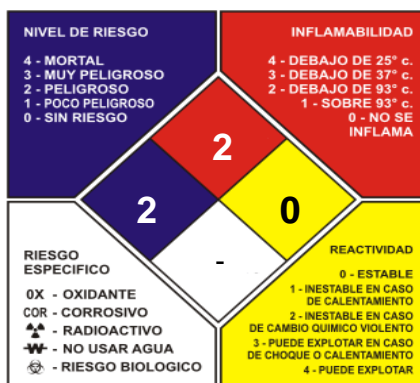 NIVEL DE RIESGO
4 - MORTAL
3 - MUY PELIGROSO
2 - PELIGROSO
1 - POCO PELIGROSO
0 - SIN RIESGO
INFLAMABILIDAD
4 - DEBAJO DE 25° c.
3 - DEBAJO DE 37° c.
2 - DEBAJO DE 93° c.
1 - SOBRE 93° c.
0 - NO SE
INFLAMA
2
2
0
-
RIESGO
ESPECIFICO
0X - OXIDANTE
COR - CORROSIVO
- RADIOACTIVO
W - NO USAR AGUA
- RIESGO BIOLOGICO
REACTIVIDAD
0 - ESTABLE
1 - INESTABLE EN CASO
DE CALENTAMIENTO
2 - INESTABLE EN CASO
DE CAMBIO QUIMICO VIOLENTO
3 - PUEDE EXPLOTAR EN CASO
DE CHOQUE O CALENTAMIENTO
4 - PUEDE EXPLOTAR